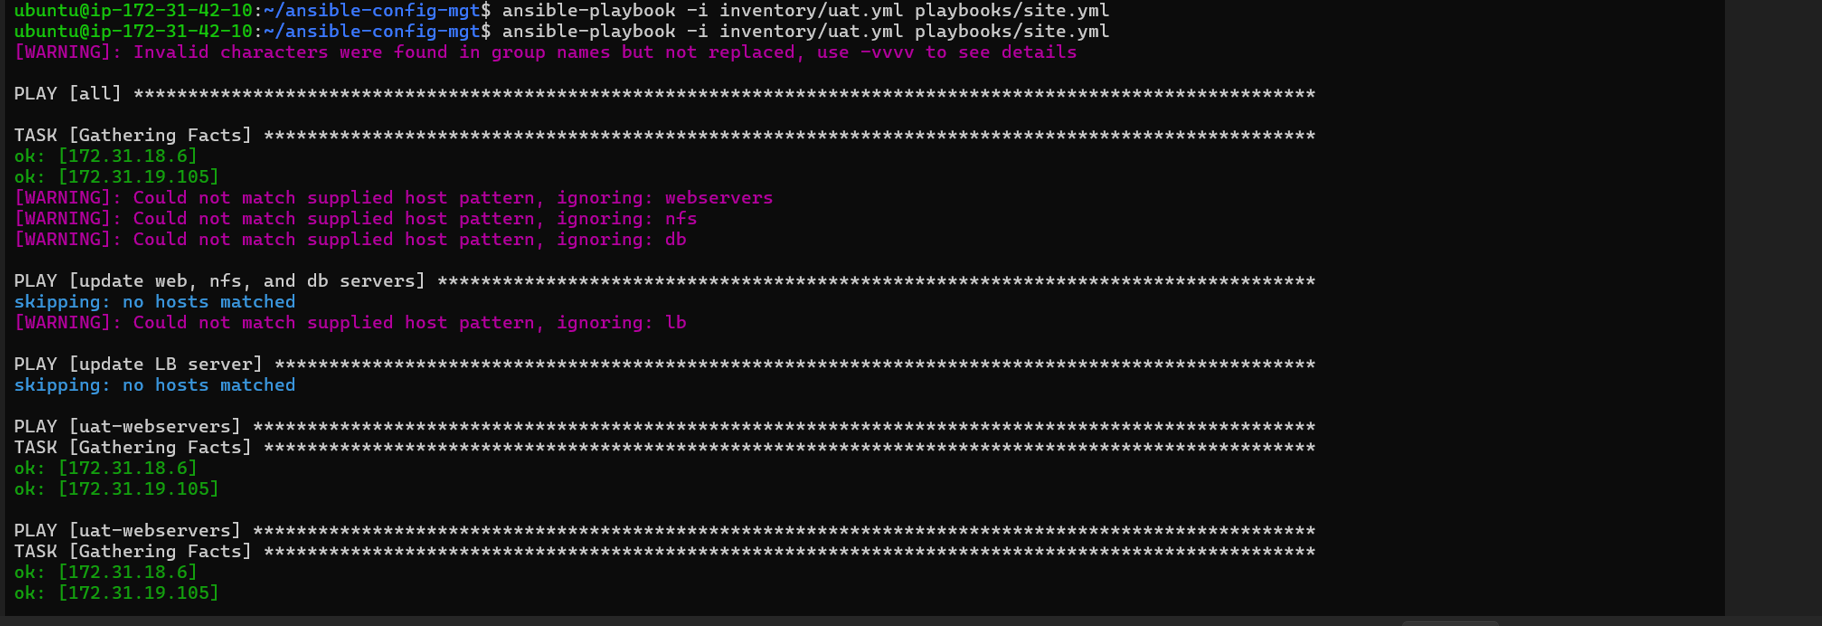 ubuntu@ip-172-31-42-10:~/ansible-config-mgt$ ansible-playbook -i inventory/uat.yml playbooks/site.yml
ubuntu@ip-172-31-42-10:~/ansible-config-mgt$ ansible-playbook -i inventory/uat.yml playbooks/site.yml
[WARNING]: Invalid characters were found in group names but not replaced, use -vvvv to see details
PLAY [all] *************************************************************************************************************
TASK [Gathering Facts] *************************************************************************************************
ok: [172.31.18.6]
ok: [172.31.19.105]
[WARNING]: Could not match supplied host pattern, ignoring: webservers
[WARNING]: Could not match supplied host pattern, ignoring: nfs
[WARNING]: Could not match supplied host pattern, ignoring: db
PLAY [update web, nfs, and db servers] *********************************************************************************
skipping: no hosts matched
[WARNING]: Could not match supplied host pattern, ignoring: lb
PLAY [update LB server] ************************************************************************************************
skipping: no hosts matched
PLAY [uat-webservers] **************************************************************************************************
TASK [Gathering Facts] *************************************************************************************************
ok: [172.31.18.6]
ok: [172.31.19.105]
PLAY [uat-webservers] **************************************************************************************************
TASK [Gathering Facts] *************************************************************************************************
ok: [172.31.18.6]
ok: [172.31.19.105]